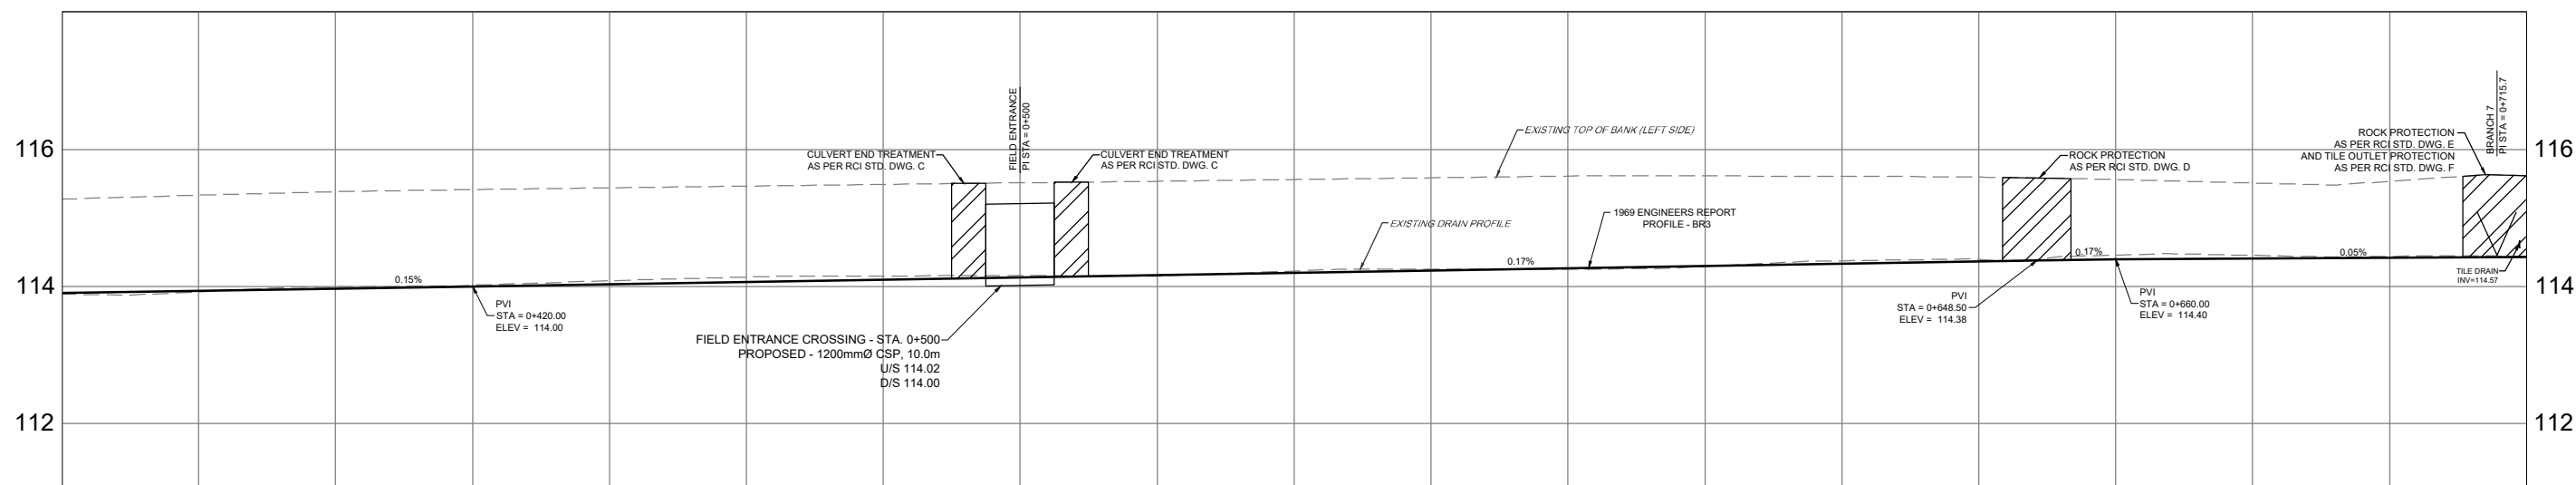 116
114
112
0.15%
PVI
STA = 0+420.00
ELEV = 114.00
CULVERT END TREATMENT
AS PER RCI STD. DWG. C
FIELD ENTRANCE
PI STA = 0+500
CULVERT END TREATMENT
AS PER RCI STD. DWG. C
FIELD ENTRANCE CROSSING - STA. 0+500
PROPOSED - 1200mmØ CSP, 10.0m
U/S 114.02
D/S 114.00
EXISTING DRAIN PROFILE
EXISTING TOP OF BANK (LEFT SIDE)
1969 ENGINEERS REPORT
PROFILE - BR3
0.17%
ROCK PROTECTION
AS PER RCI STD. DWG. D
PVI
STA = 0+648.50
ELEV = 114.38
0.17%
PVI
STA = 0+660.00
ELEV = 114.40
0.05%
ROCK PROTECTION
AS PER RCI STD. DWG. E
AND TILE OUTLET PROTECTION
AS PER RCI STD. DWG. F
BRANCH 7
PI STA = 0+715.7
TILE DRAIN
INV=114.57
116
114
112